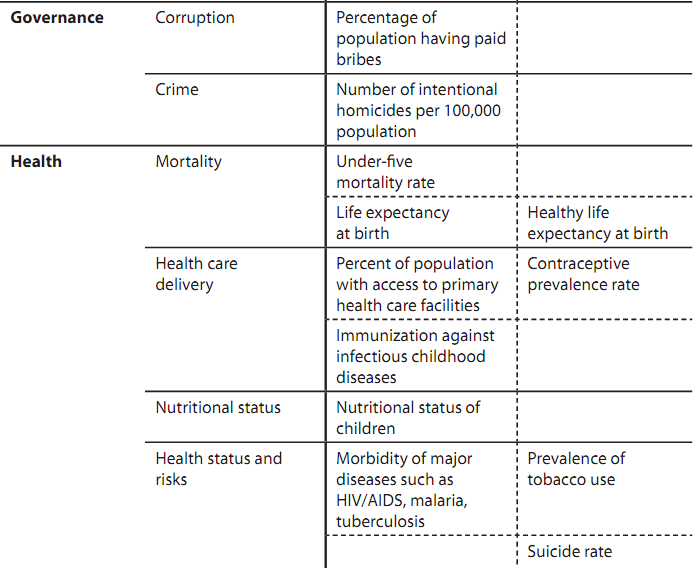 Governance
Corruption
Percentage of
population having paid
bribes
Crime
Number of intentional
homicides per 100,000
population
Health
Mortality
Under-five
mortality rate
Life expectancy
at birth
Healthy life
expectancy at birth
Health care
delivery
Percent of population
with access to primary
health care facilities
Contraceptive
prevalence rate
Immunization against
infectious childhood
diseases
Nutritional status
Nutritional status of
children
Health status and
risks
Morbidity of major
diseases such as
HIV/AIDS, malaria,
tuberculosis
Prevalence of
tobacco use
Suicide rate